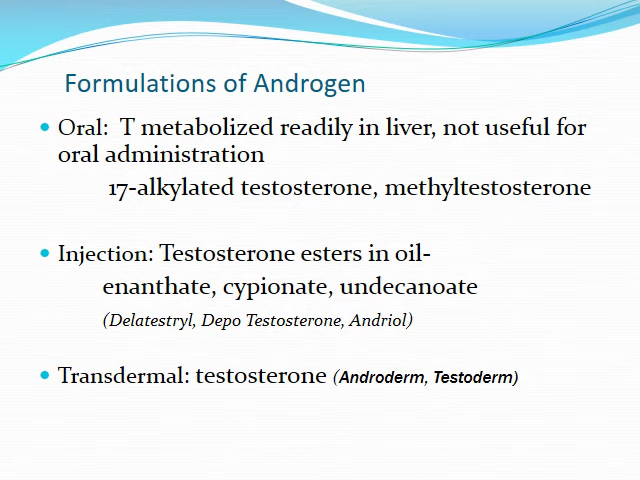 Formulations of Androgen
• Oral:  T metabolized readily in liver, not useful for
oral administration
17-alkylated testosterone, methyltestosterone
• Injection: Testosterone esters in oil-
enanthate, cypionate, undecanoate
(Delatestryl, Depo Testosterone, Andriol)
• Transdermal: testosterone (Androderm, Testoderm)